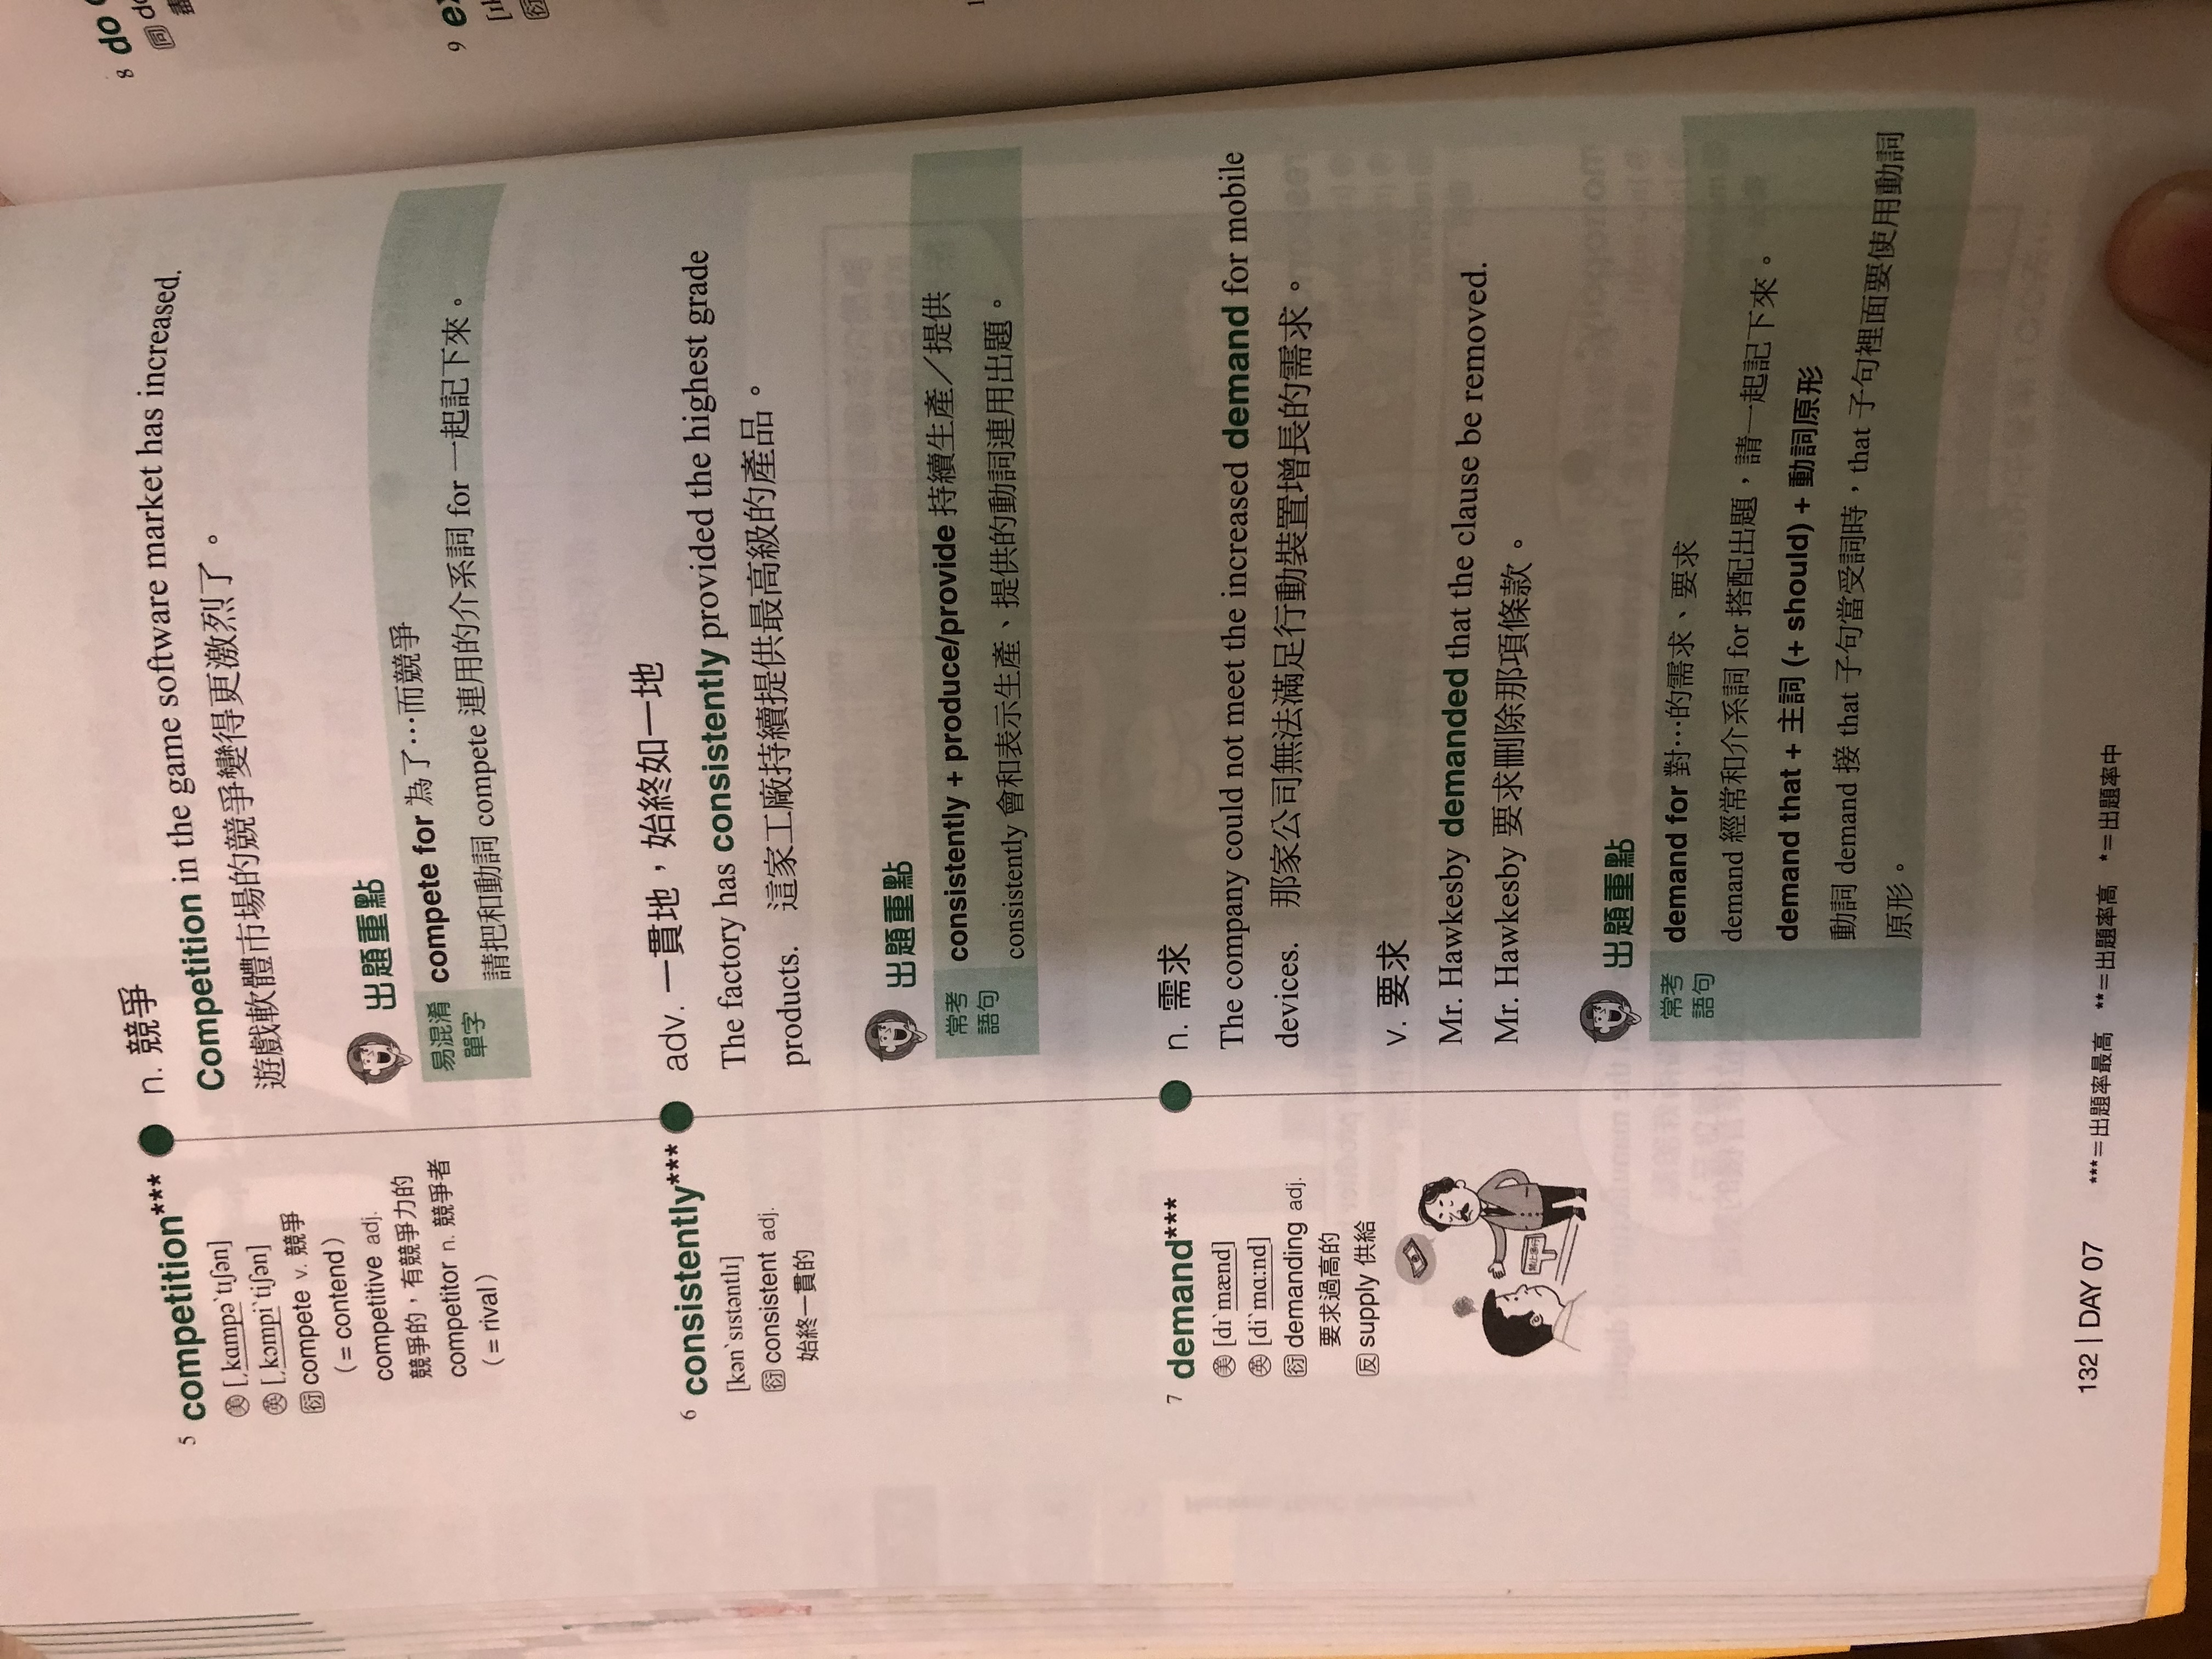 5 competition***
美 [ˌkɑmpəˋtɪʃən]
英 [ˌkɔmpiˋtiʃən]
衍 compete v. 競爭
（= contend）
competitive adj.
競爭的，有競爭力的
competitor n. 競爭者
（= rival）
n. 競爭
Competition in the game software market has increased.
遊戲軟體市場的競爭變得更激烈了。
出題重點
易混淆
單字
compete for 為了…而競爭
請把和動詞 compete 連用的介系詞 for 一起記下來。
6 consistently***
[kənˋsɪstəntlɪ]
衍 consistent adj.
始終一貫的
adv. 一貫地，始終如一地
The factory has consistently provided the highest grade
products. 這家工廠持續提供最高級的產品。
出題重點
常考
語句
consistently + produce/provide 持續生產／提供
consistently 會和表示生產、提供的動詞連用出題。
7 demand***
美 [dɪˋmænd]
英 [diˋmɑːnd]
衍 demanding adj.
要求過高的
反 supply 供給
n. 需求
The company could not meet the increased demand for mobile
devices. 那家公司無法滿足行動裝置增長的需求。
v. 要求
Mr. Hawkesby demanded that the clause be removed.
Mr. Hawkesby 要求刪除那項條款。
出題重點
常考
語句
demand for 對…的需求、要求
demand 經常和介系詞 for 搭配出題，請一起記下來。
demand that + 主詞 (+ should) + 動詞原形
動詞 demand 接 that 子句當受詞時，that 子句裡面要使用動詞
原形。
132 | DAY 07 ***＝出題率最高 **＝出題率高 *＝出題率中
8 do
同
9
衍